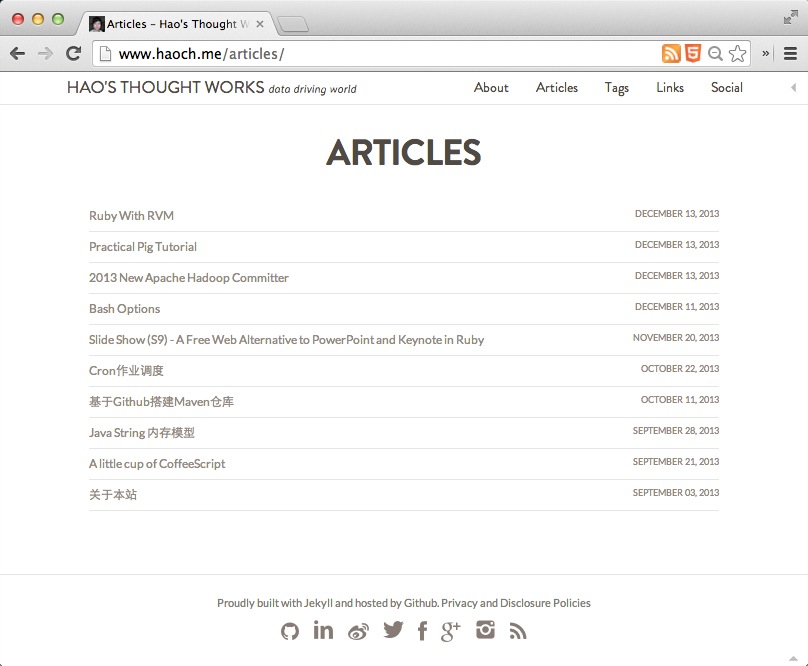 Articles – Hao's Thought W
www.haoch.me/articles/
HAO'S THOUGHT WORKS data driving world
About Articles Tags Links Social
ARTICLES
Ruby With RVM DECEMBER 13, 2013
Practical Pig Tutorial DECEMBER 13, 2013
2013 New Apache Hadoop Committer DECEMBER 13, 2013
Bash Options DECEMBER 11, 2013
Slide Show (S9) - A Free Web Alternative to PowerPoint and Keynote in Ruby NOVEMBER 20, 2013
Cron作业调度 OCTOBER 22, 2013
基于Github搭建Maven仓库 OCTOBER 11, 2013
Java String 内存模型 SEPTEMBER 28, 2013
A little cup of CoffeeScript SEPTEMBER 21, 2013
关于本站 SEPTEMBER 03, 2013
Proudly built with Jekyll and hosted by Github. Privacy and Disclosure Policies